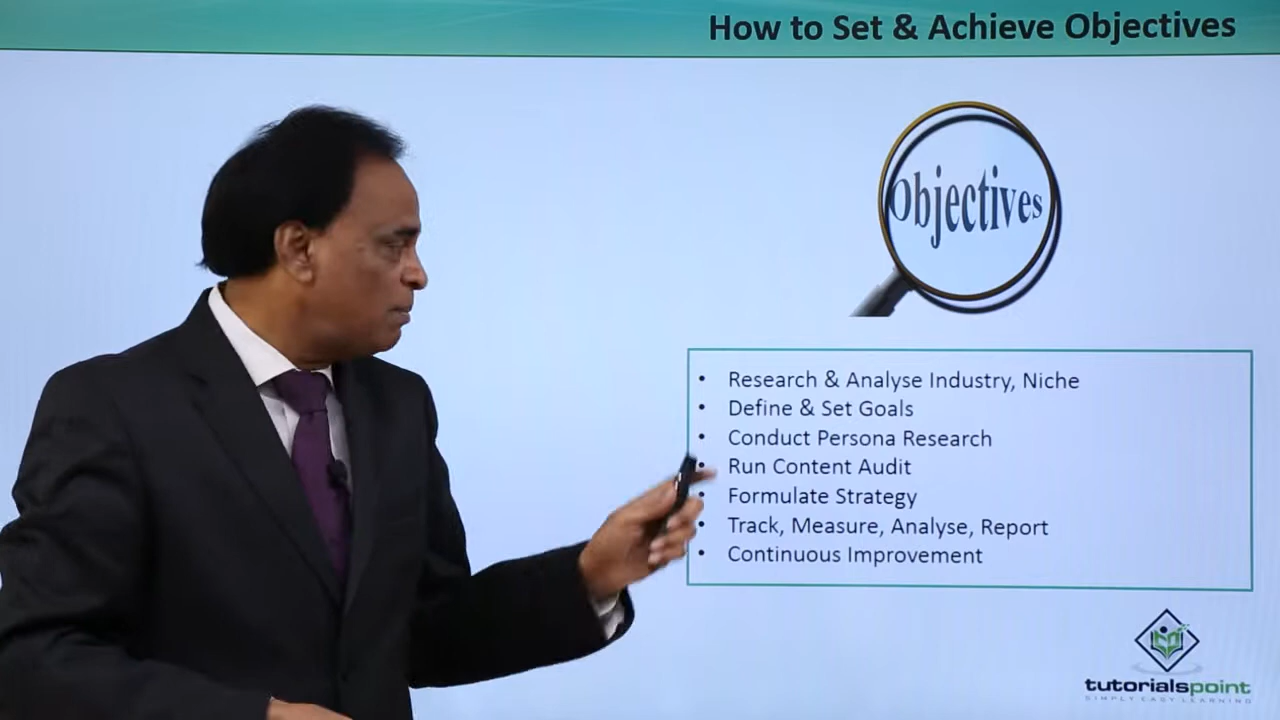 How to Set & Achieve Objectives
Objectives
• Research & Analyse Industry, Niche
• Define & Set Goals
• Conduct Persona Research
• Run Content Audit
• Formulate Strategy
• Track, Measure, Analyse, Report
• Continuous Improvement
tutorialspoint
SIMPLY EASY LEARNING